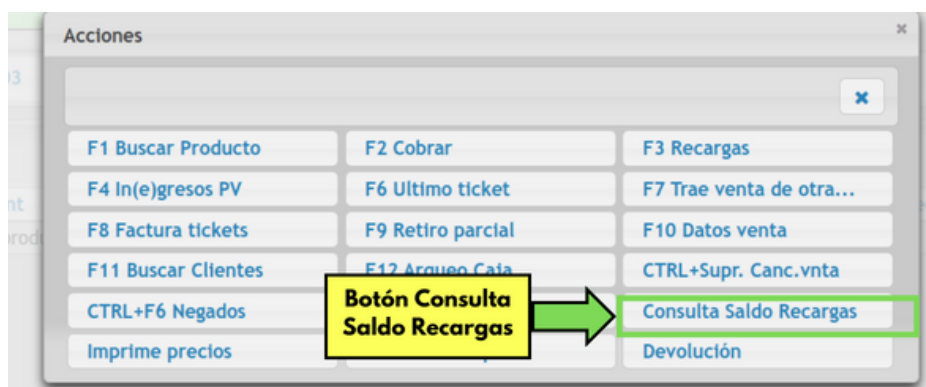 Acciones
F1 Buscar Producto
F2 Cobrar
F3 Recargas
F4 In(e)gresos PV
F6 Ultimo ticket
F7 Trae venta de otra...
F8 Factura tickets
F9 Retiro parcial
F10 Datos venta
F11 Buscar Clientes
F12 Arqueo Caja
CTRL+Supr. Canc.vnta
CTRL+F6 Negados
Botón Consulta
Saldo Recargas
Consulta Saldo Recargas
Imprime precios
Devolución